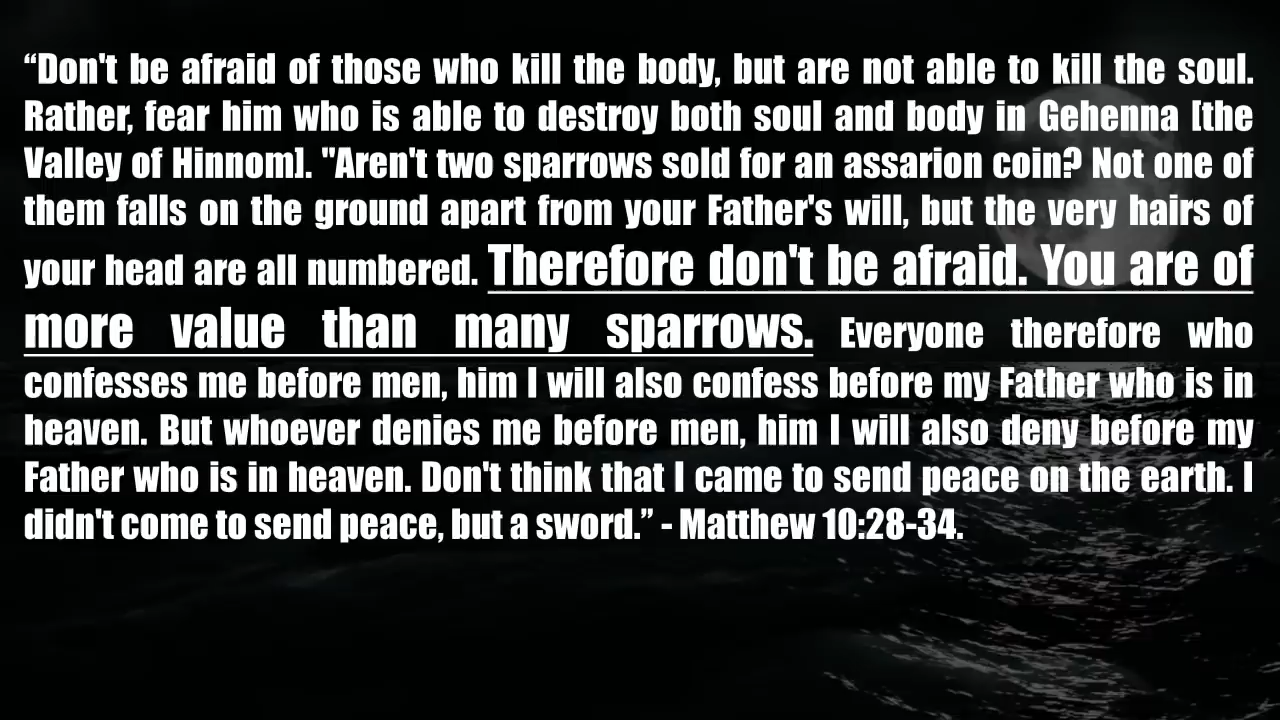 “Don't be afraid of those who kill the body, but are not able to kill the soul.
Rather, fear him who is able to destroy both soul and body in Gehenna [the
Valley of Hinnom]. "Aren't two sparrows sold for an assarion coin? Not one of
them falls on the ground apart from your Father's will, but the very hairs of
your head are all numbered. Therefore don't be afraid. You are of
more value than many sparrows. Everyone therefore who
confesses me before men, him I will also confess before my Father who is in
heaven. But whoever denies me before men, him I will also deny before my
Father who is in heaven. Don't think that I came to send peace on the earth. I
didn't come to send peace, but a sword.” - Matthew 10:28-34.